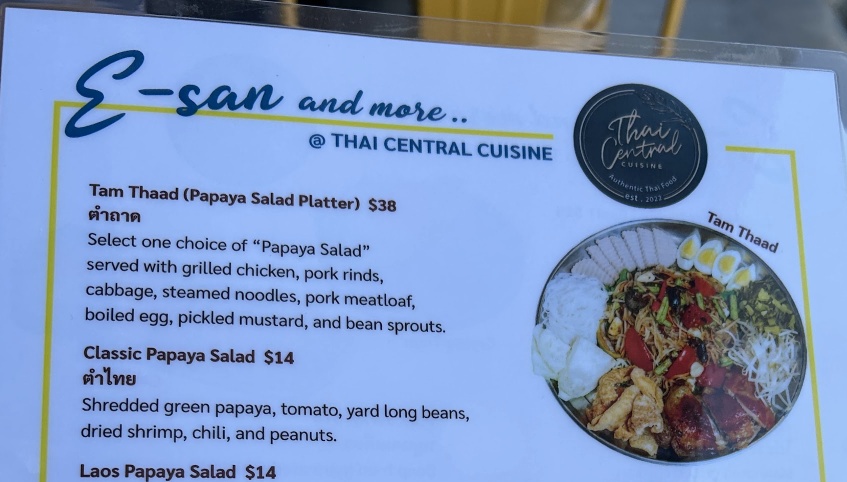 E-san and more..
@ THAI CENTRAL CUISINE
Thai
Central
CUISINE
Authentic Thai Food
est. 2023
Tam Thaad (Papaya Salad Platter) $38
ตำถาด
Select one choice of “Papaya Salad”
served with grilled chicken, pork rinds,
cabbage, steamed noodles, pork meatloaf,
boiled egg, pickled mustard, and bean sprouts.
Tam Thaad
Classic Papaya Salad $14
ตำไทย
Shredded green papaya, tomato, yard long beans,
dried shrimp, chili, and peanuts.
Laos Papaya Salad $14